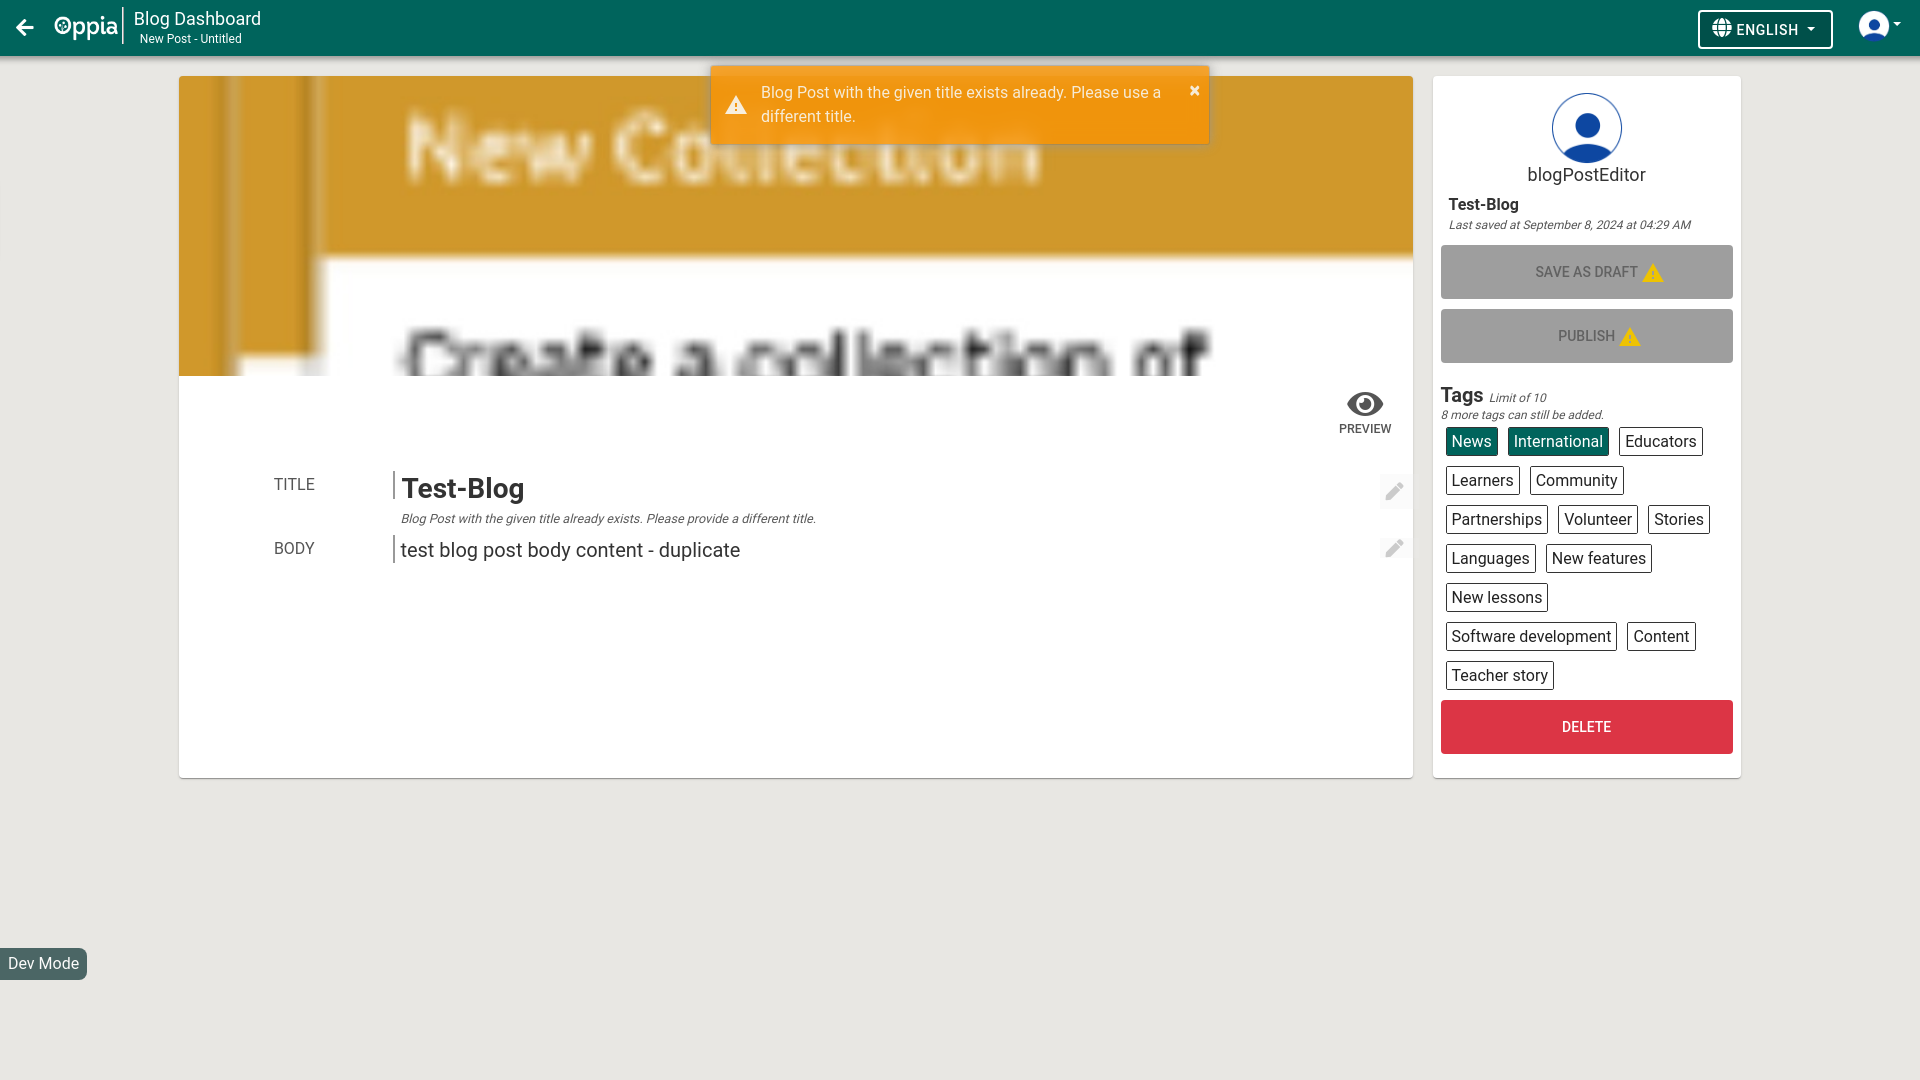 Oppia
Blog Dashboard
New Post - Untitled
ENGLISH
Blog Post with the given title exists already. Please use a
different title.
×
New Collection
Create a collection of
PREVIEW
TITLE
Test-Blog
Blog Post with the given title already exists. Please provide a different title.
BODY
test blog post body content - duplicate
blogPostEditor
Test-Blog
Last saved at September 8, 2024 at 04:29 AM
SAVE AS DRAFT
PUBLISH
Tags Limit of 10
8 more tags can still be added.
News International Educators
Learners Community
Partnerships Volunteer Stories
Languages New features
New lessons
Software development Content
Teacher story
DELETE
Dev Mode